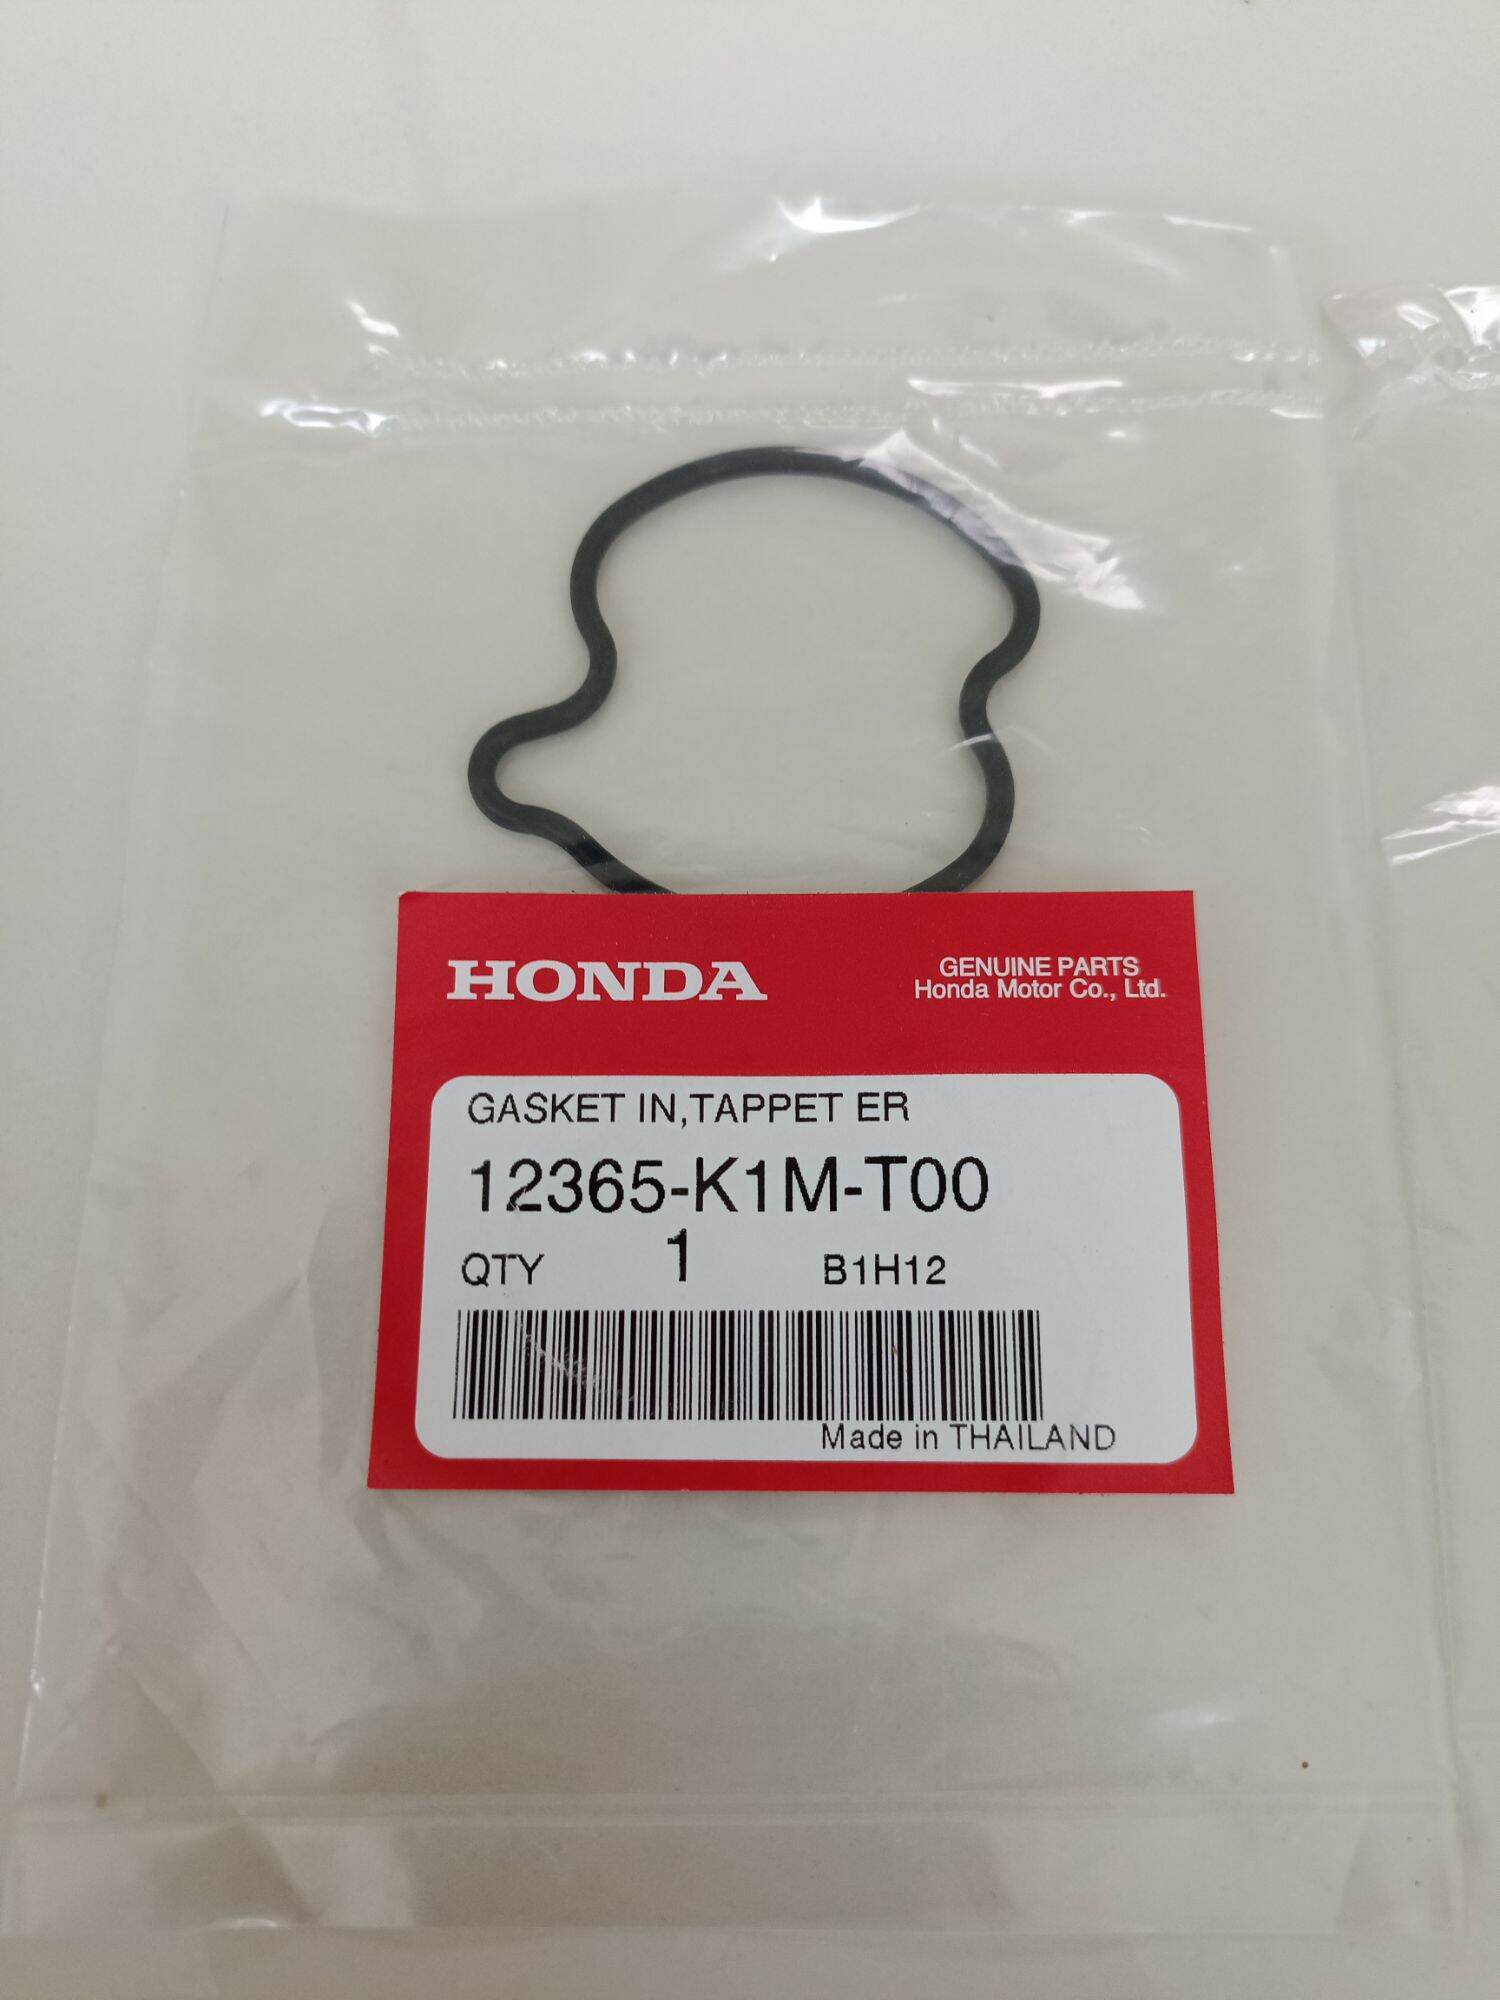 HONDA
GENUINE PARTS
Honda Motor Co., Ltd.
GASKET IN,TAPPET ER
12365-K1M-T00
QTY 1 B1H12
Made in THAILAND